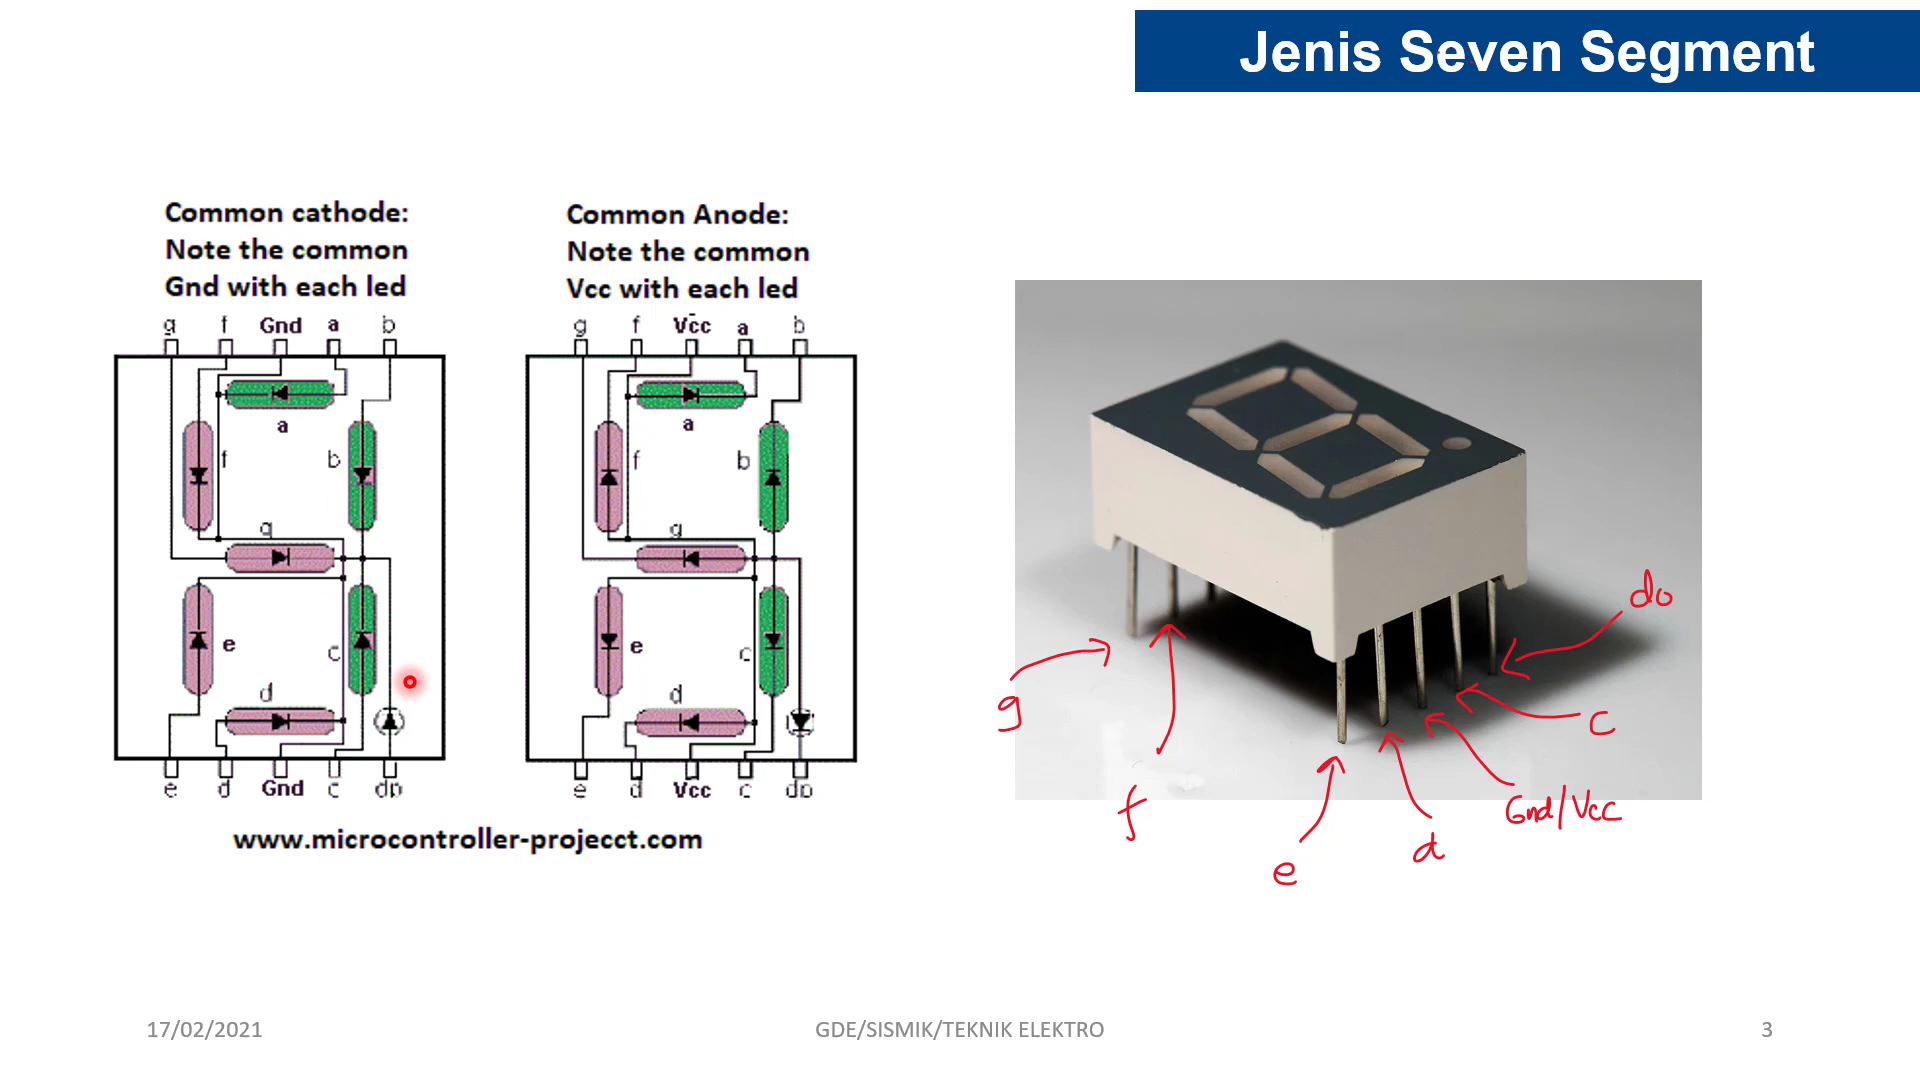 Jenis Seven Segment
Common cathode:
Note the common
Gnd with each led
g f Gnd a b
a
f b
g
e c
d
e d Gnd c dp
Common Anode:
Note the common
Vcc with each led
g f Vcc a b
a
f b
g
e c
d
e d Vcc c dp
www.microcontroller-projecct.com
g
f
e
d
Gnd/Vcc
c
do
17/02/2021
GDE/SISMIK/TEKNIK ELEKTRO
3